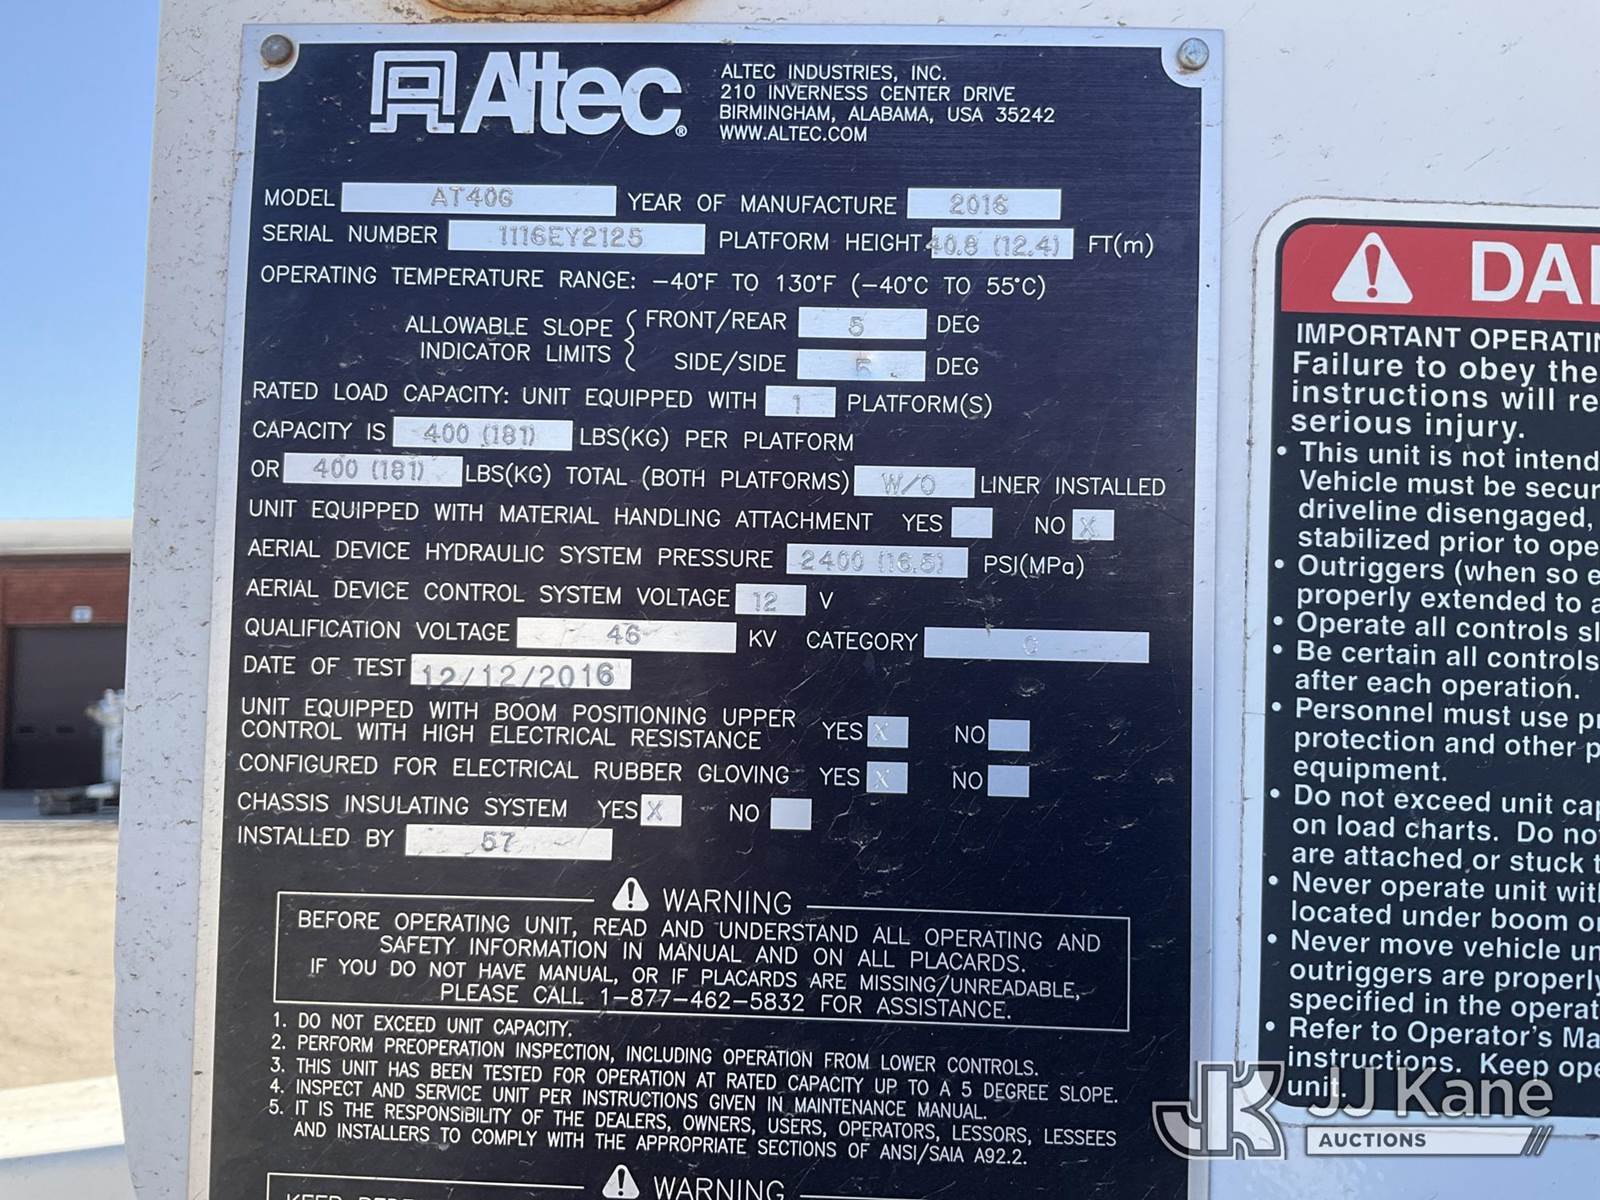 Altec®
ALTEC INDUSTRIES, INC.
210 INVERNESS CENTER DRIVE
BIRMINGHAM, ALABAMA, USA 35242
WWW.ALTEC.COM
MODEL AT40G YEAR OF MANUFACTURE 2016
SERIAL NUMBER 1116EY2125 PLATFORM HEIGHT 40.8 (12.4) FT(m)
OPERATING TEMPERATURE RANGE: -40°F TO 130°F (-40°C TO 55°C)
ALLOWABLE SLOPE INDICATOR LIMITS { FRONT/REAR 5 DEG
SIDE/SIDE 5 DEG
RATED LOAD CAPACITY: UNIT EQUIPPED WITH 1 PLATFORM(S)
CAPACITY IS 400 (181) LBS(KG) PER PLATFORM
OR 400 (181) LBS(KG) TOTAL (BOTH PLATFORMS) W/O LINER INSTALLED
UNIT EQUIPPED WITH MATERIAL HANDLING ATTACHMENT YES NO X
AERIAL DEVICE HYDRAULIC SYSTEM PRESSURE 2400 (16.5) PSI(MPa)
AERIAL DEVICE CONTROL SYSTEM VOLTAGE 12 V
QUALIFICATION VOLTAGE 46 KV CATEGORY C
DATE OF TEST 12/12/2016
UNIT EQUIPPED WITH BOOM POSITIONING UPPER
CONTROL WITH HIGH ELECTRICAL RESISTANCE YES X NO
CONFIGURED FOR ELECTRICAL RUBBER GLOVING YES X NO
CHASSIS INSULATING SYSTEM YES X NO
INSTALLED BY 57
WARNING
BEFORE OPERATING UNIT, READ AND UNDERSTAND ALL OPERATING AND
SAFETY INFORMATION IN MANUAL AND ON ALL PLACARDS.
IF YOU DO NOT HAVE MANUAL, OR IF PLACARDS ARE MISSING/UNREADABLE,
PLEASE CALL 1-877-462-5832 FOR ASSISTANCE.
1. DO NOT EXCEED UNIT CAPACITY.
2. PERFORM PREOPERATION INSPECTION, INCLUDING OPERATION FROM LOWER CONTROLS.
3. THIS UNIT HAS BEEN TESTED FOR OPERATION AT RATED CAPACITY UP TO A 5 DEGREE SLOPE.
4. INSPECT AND SERVICE UNIT PER INSTRUCTIONS GIVEN IN MAINTENANCE MANUAL.
5. IT IS THE RESPONSIBILITY OF THE DEALERS, OWNERS, USERS, OPERATORS, LESSORS, LESSEES
AND INSTALLERS TO COMPLY WITH THE APPROPRIATE SECTIONS OF ANSI/SAIA A92.2.
WARNING
DA
IMPORTANT OPERATIN
Failure to obey the
instructions will re
serious injury.
• This unit is not intend
Vehicle must be secur
driveline disengaged,
stabilized prior to ope
• Outriggers (when so e
properly extended to a
• Operate all controls sl
• Be certain all controls
after each operation.
• Personnel must use pr
protection and other p
equipment.
• Do not exceed unit cap
on load charts. Do not
are attached or stuck t
• Never operate unit with
located under boom or
• Never move vehicle un
outriggers are properly
specified in the operat
• Refer to Operator's Ma
instructions. Keep ope
unit.
JK JJ Kane
AUCTIONS